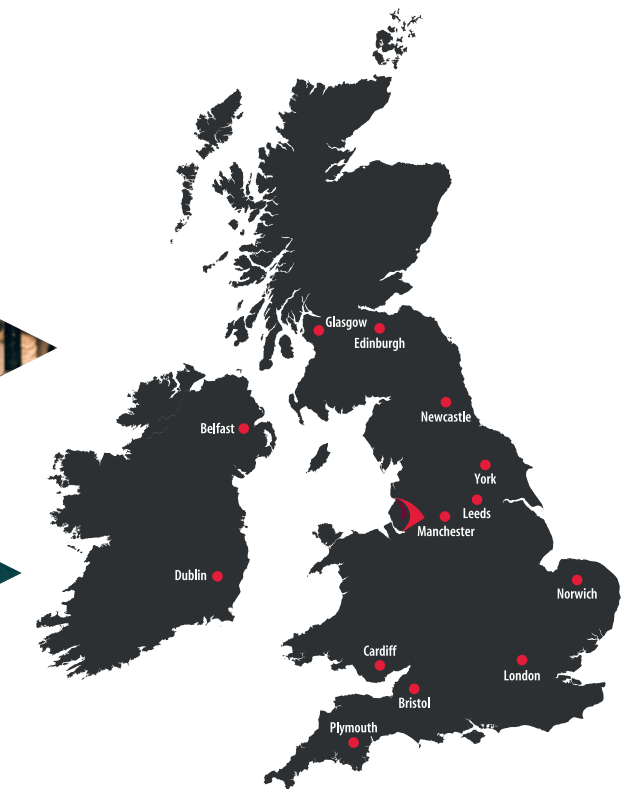 Glasgow
Edinburgh
Newcastle
Belfast
York
Leeds
Manchester
Dublin
Norwich
Cardiff
London
Bristol
Plymouth